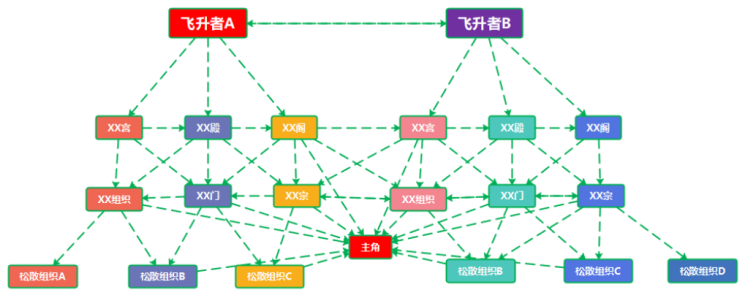 飞升者A
飞升者B
XX宫
XX殿
XX阁
XX宫
XX殿
XX阁
XX组织
XX门
XX宗
XX组织
XX门
XX宗
主角
松散组织A
松散组织B
松散组织C
松散组织B
松散组织C
松散组织D